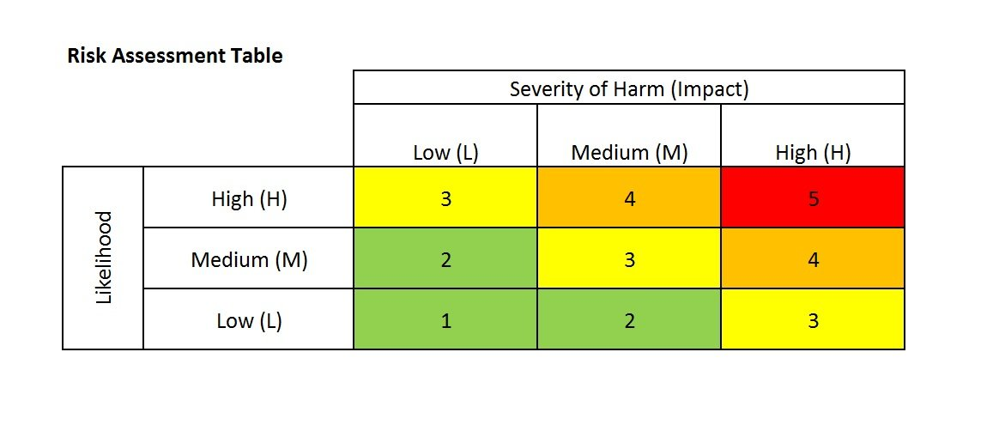 Risk Assessment Table
Severity of Harm (Impact)
Low (L) Medium (M) High (H)
Likelihood
High (H) 3 4 5
Medium (M) 2 3 4
Low (L) 1 2 3